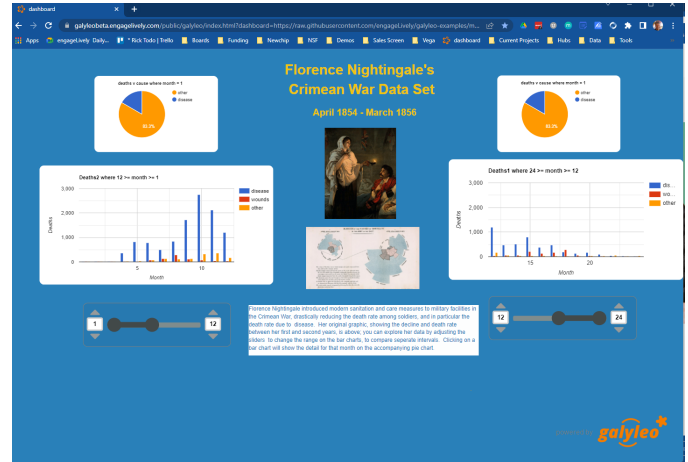 dashboard
galyleobeta.engagelively.com/public/galyleo/index.html?dashboard=https://raw.githubusercontent.com/engageLively/galyleo-examples/m...
Apps
engageLively Daily...
* Rick Todo | Trello
Boards
Funding
Newchip
NSF
Demos
Sales Screen
Vega
dashboard
Current Projects
Hubs
Data
Tools
Florence Nightingale's
Crimean War Data Set
April 1854 - March 1856
deaths v cause where month = 1
other
disease
deaths v cause where month = 1
other
disease
Deaths2 where 12 >= month >= 1
3,000
2,000
1,000
0
Deaths
5
10
Month
disease
wounds
other
Deaths1 where 24 >= month >= 12
3,000
2,000
1,000
0
Deaths
15
20
Month
dis...
wo...
other
1
12
12
24
Florence Nightingale introduced modern sanitation and care measures to military facilities in
the Crimean War, drastically reducing the death rate among soldiers, and in particular the
death rate due to disease. Her original graphic, showing the decline and death rate
between her first and second years, is above; you can explore her data by adjusting the
sliders to change the range on the bar charts, to compare seperate intervals. Clicking on a
bar chart will show the detail for that month on the accompanying pie chart
galyleo